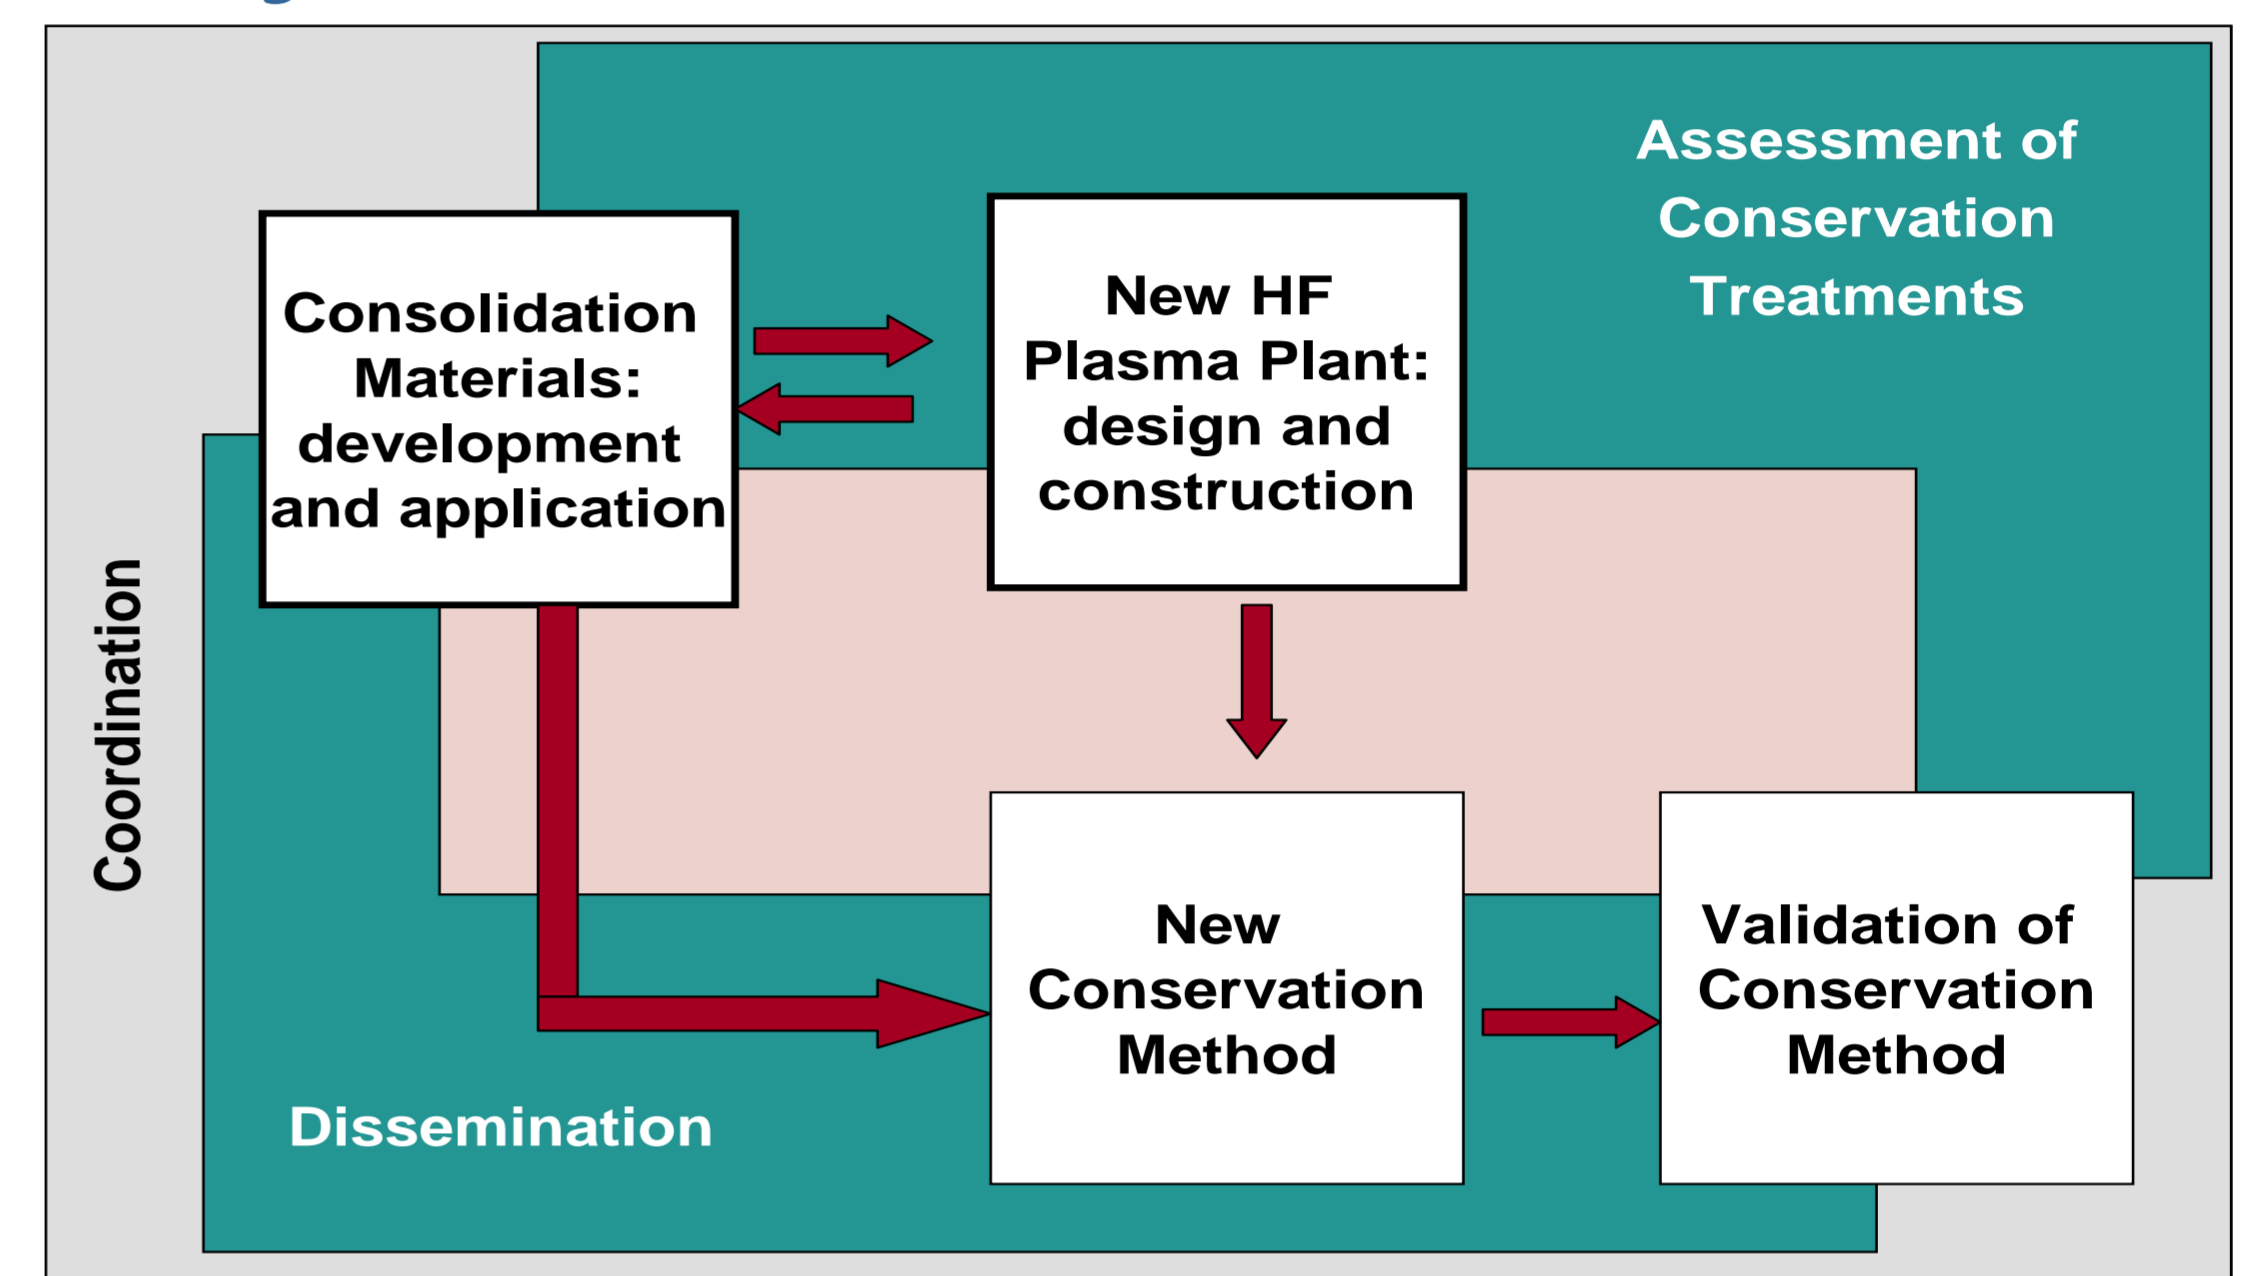 Assessment of
Conservation
Treatments
Consolidation
Materials:
development
and application
New HF
Plasma Plant:
design and
construction
Coordination
New
Conservation
Method
Validation of
Conservation
Method
Dissemination